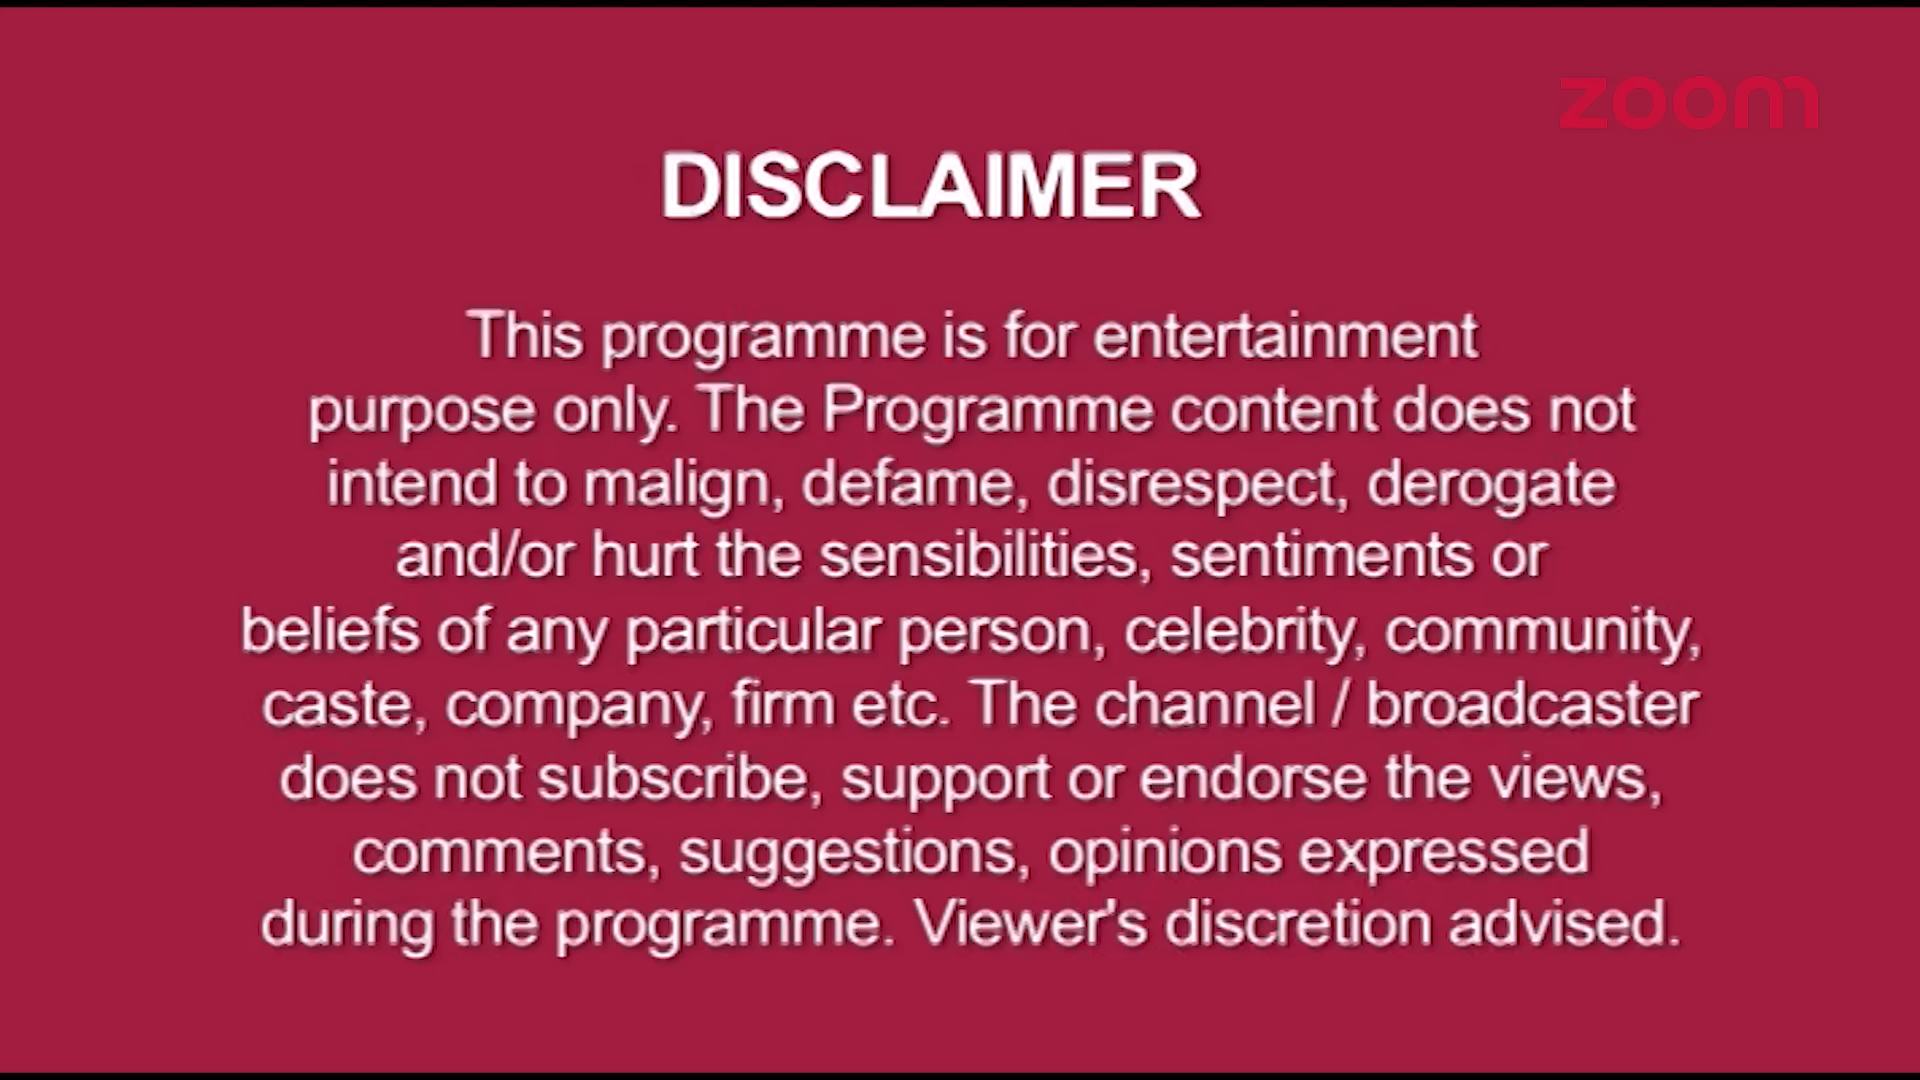 zoom
DISCLAIMER
This programme is for entertainment
purpose only. The Programme content does not
intend to malign, defame, disrespect, derogate
and/or hurt the sensibilities, sentiments or
beliefs of any particular person, celebrity, community,
caste, company, firm etc. The channel / broadcaster
does not subscribe, support or endorse the views,
comments, suggestions, opinions expressed
during the programme. Viewer's discretion advised.